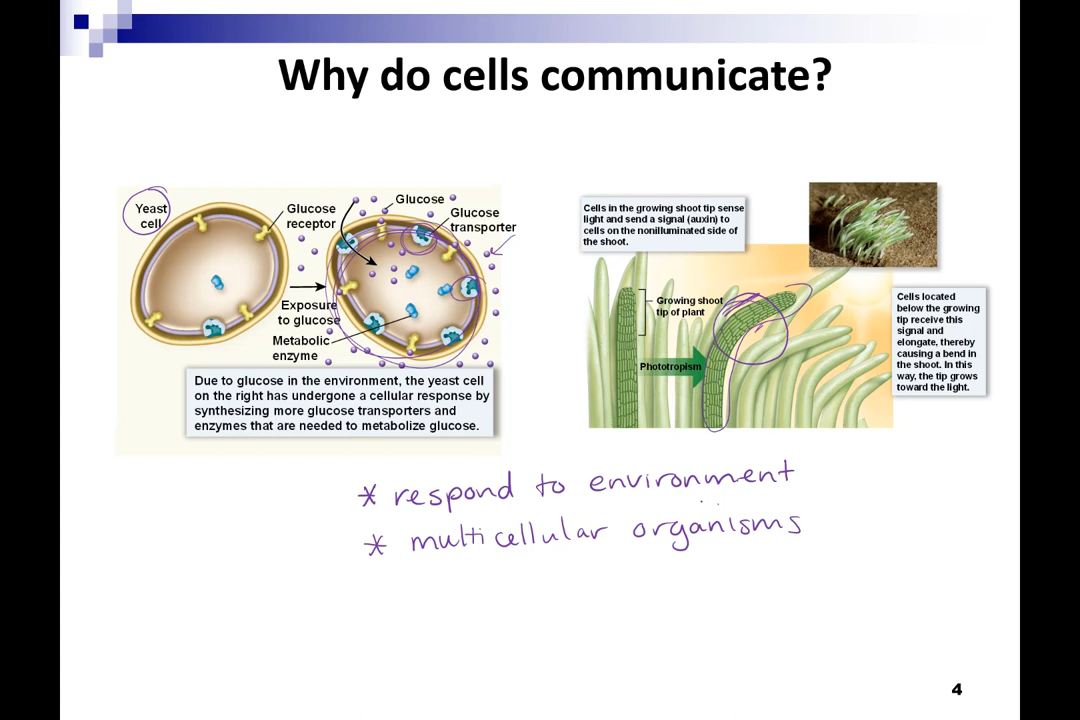 Why do cells communicate?
Yeast
cell
Glucose
receptor
Glucose
Glucose
transporter
Exposure
to glucose
Metabolic
enzyme
Due to glucose in the environment, the yeast cell
on the right has undergone a cellular response by
synthesizing more glucose transporters and
enzymes that are needed to metabolize glucose.
Cells in the growing shoot tip sense
light and send a signal (auxin) to
cells on the nonilluminated side of
the shoot.
Growing shoot
tip of plant
Phototropism
Cells located
below the growing
tip receive this
signal and
elongate, thereby
causing a bend in
the shoot. In this
way, the tip grows
toward the light.
* respond to environment
* multicellular organisms
4